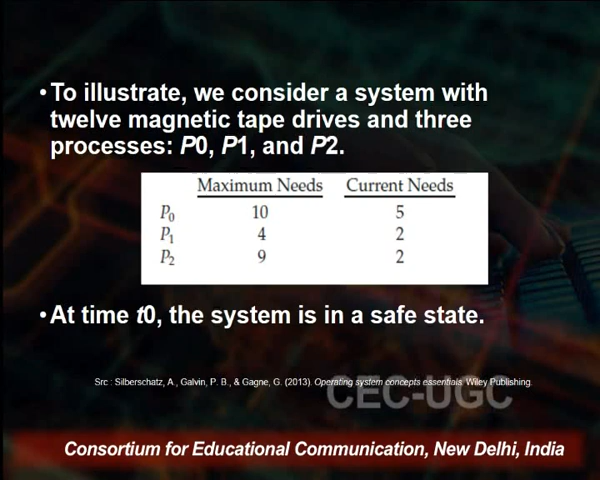 •To illustrate, we consider a system with
twelve magnetic tape drives and three
processes: P0, P1, and P2.
Maximum Needs Current Needs
P0 10 5
P1 4 2
P2 9 2
•At time t0, the system is in a safe state.
Src : Silberschatz, A., Galvin, P. B., & Gagne, G. (2013). Operating system concepts essentials. Wiley Publishing.
CEC-UGC
Consortium for Educational Communication, New Delhi, India